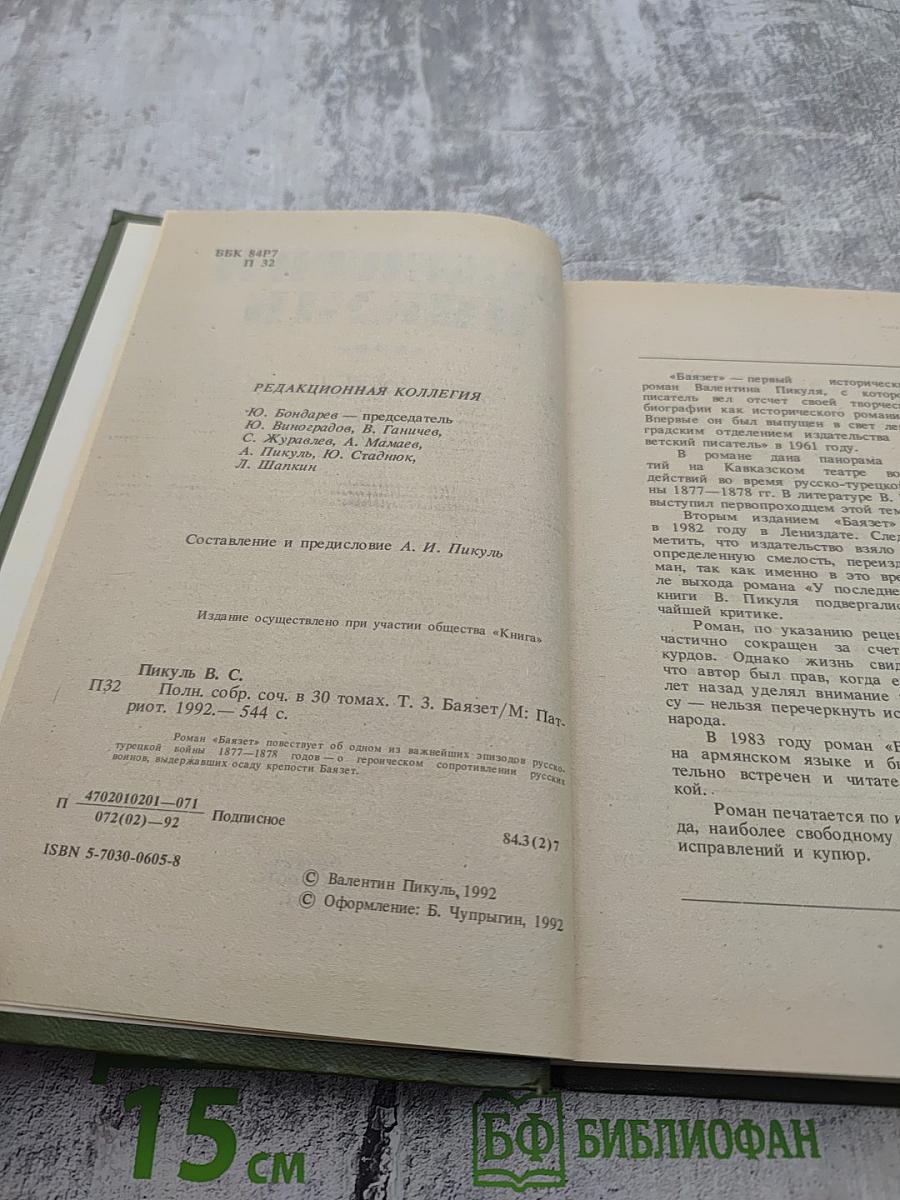 ББК 84Р7
П 32
РЕДАКЦИОННАЯ КОЛЛЕГИЯ
Ю. Бондарев — председатель
Ю. Виноградов, В. Ганичев,
С. Журавлев, А. Мамаев,
А. Пикуль, Ю. Стаднюк,
Л. Шапкин
Составление и предисловие А. И. Пикуль
Издание осуществлено при участии общества «Книга»
Пикуль В. С.
П32 Полн. собр. соч. в 30 томах. Т. 3. Баязет/М: Пат-
риот. 1992.— 544 с.
Роман «Баязет» повествует об одном из важнейших эпизодов русско-
турецкой войны 1877—1878 годов — о героическом сопротивлении русских
воинов, выдержавших осаду крепости Баязет.
П 4702010201—071
072(02)—92 Подписное
84.3(2)7
ISBN 5-7030-0605-8
© Валентин Пикуль, 1992
© Оформление: Б. Чупрыгин, 1992
«Баязет» — первый исторически
роман Валентина Пикуля, с которо
писатель вел отсчет своей творчес
биографии как исторического романи
Впервые он был выпущен в свет лен
градским отделением издательства
ветский писатель» в 1961 году.
В романе дана панорама
тий на Кавказском театре во
действий во время русско-турецкой
ны 1877—1878 гг. В литературе В.
выступил первопроходцем этой тем
Вторым изданием «Баязет»
в 1982 году в Лениздате. След
метить, что издательство взяло
определенную смелость, переизд
ман, так как именно в это вре
ле выхода романа «У последне
книги В. Пикуля подвергалис
чайшей критике.
Роман, по указанию рецен
частично сокращен за счет
курдов. Однако жизнь свид
что автор был прав, когда е
лет назад уделил внимание
су — нельзя перечеркнуть ис
народа.
В 1983 году роман «Б
на армянском языке и бы
тельно встречен и читате
кой.
Роман печатается по и
да, наиболее свободному
исправлений и купюр.
15 см
БФ БИБЛИОФАН